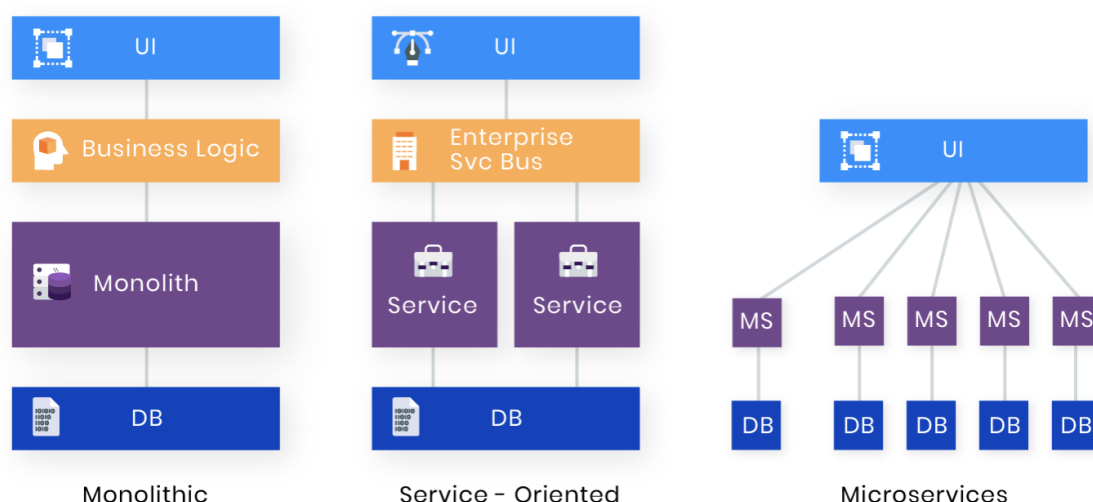 UI
Business Logic
Monolith
DB
Monolithic
UI
Enterprise
Svc Bus
Service
Service
DB
Service - Oriented
UI
MS
MS
MS
MS
MS
DB
DB
DB
DB
DB
Microservices